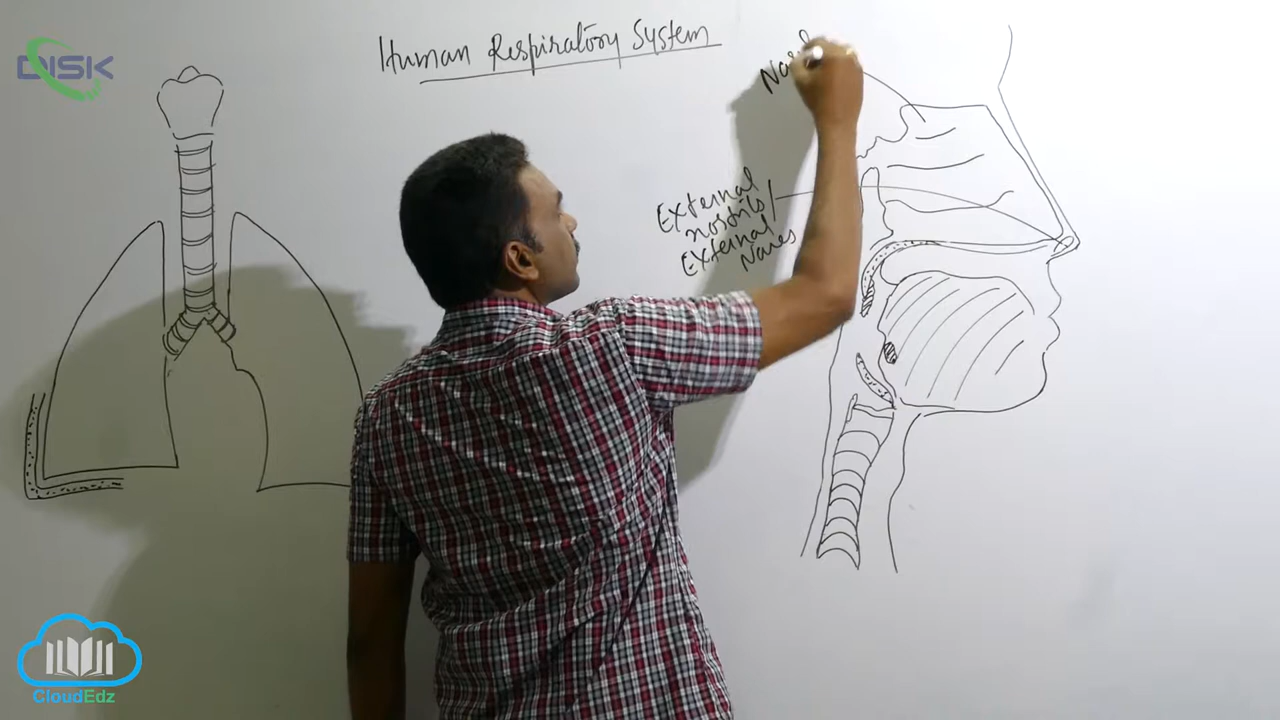 DISK
Human Respiratory System
External
nostrils/
External
Nares
CloudEdz